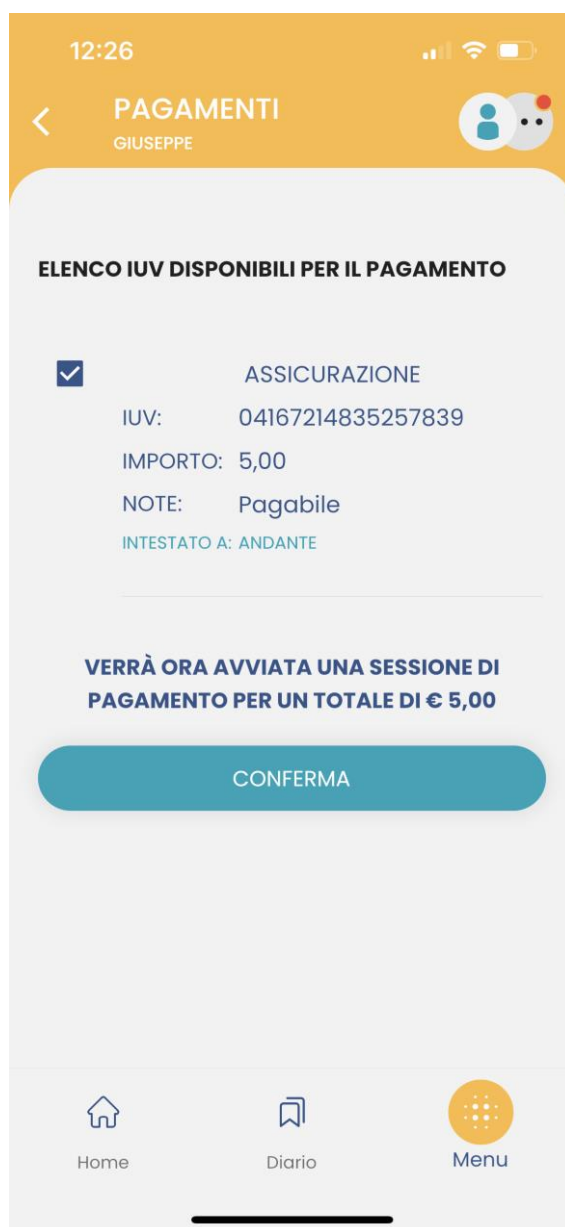 12:26
PAGAMENTI
GIUSEPPE
ELENCO IUV DISPONIBILI PER IL PAGAMENTO
ASSICURAZIONE
IUV: 04167214835257839
IMPORTO: 5,00
NOTE: Pagabile
INTESTATO A: ANDANTE
VERRÀ ORA AVVIATA UNA SESSIONE DI
PAGAMENTO PER UN TOTALE DI € 5,00
CONFERMA
Home Diario Menu